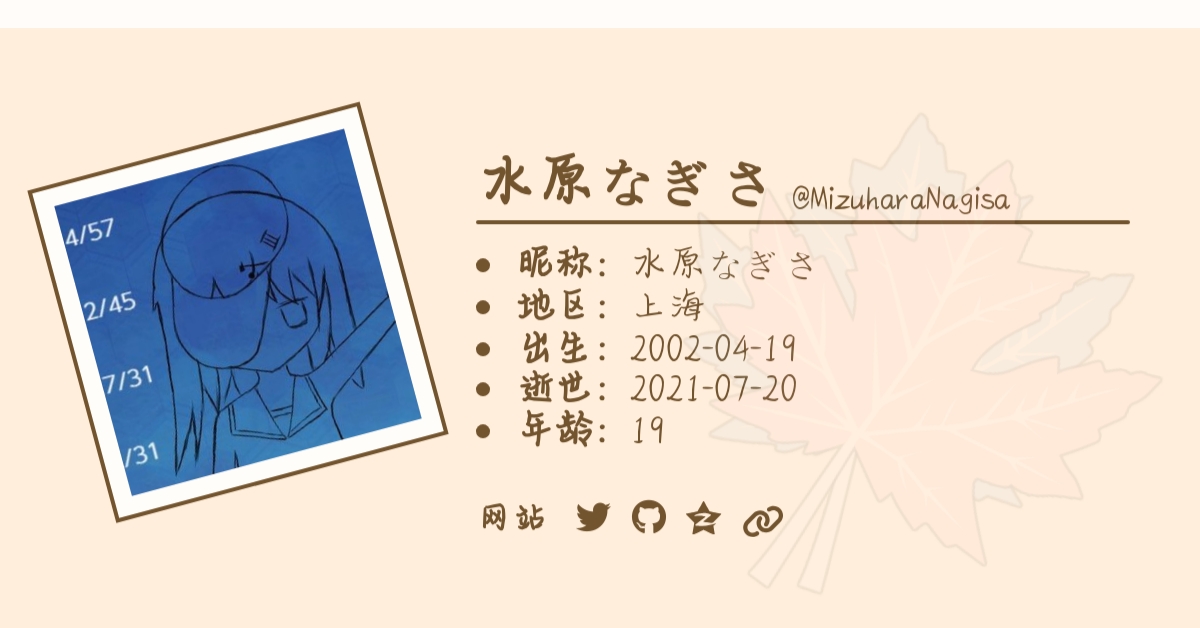 4/57
2/45
7/31
/31
水原なぎさ @MizuharaNagisa
昵称: 水原なぎさ
地区: 上海
出生: 2002-04-19
逝世: 2021-07-20
年龄: 19
网站